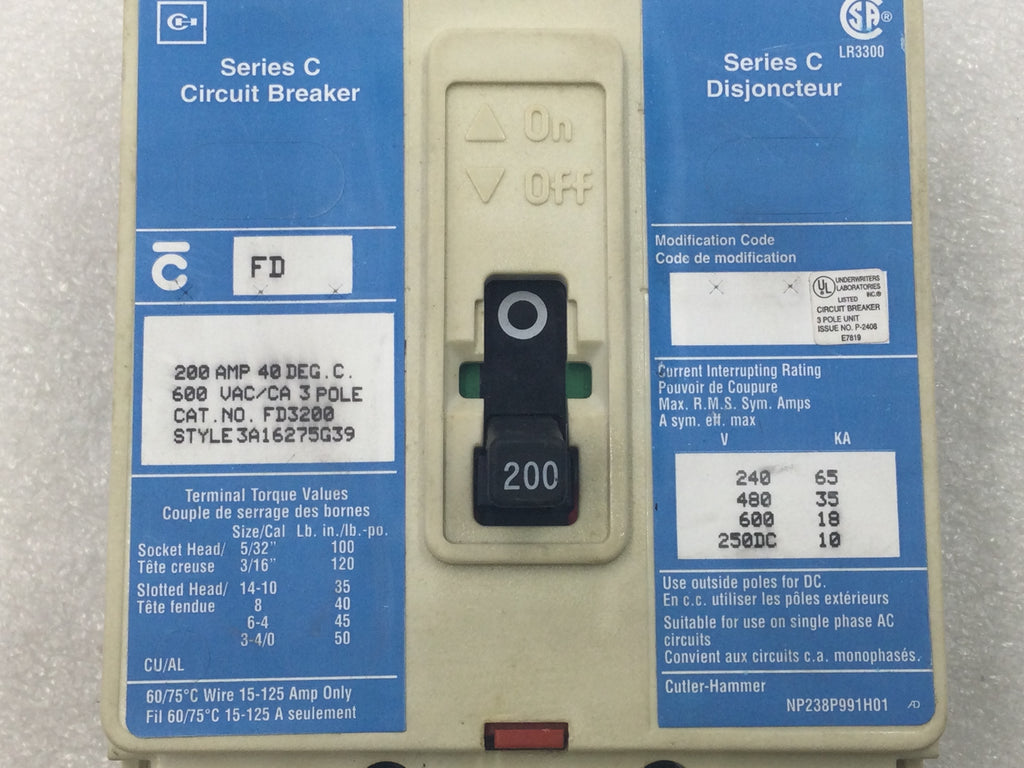 Series C
Circuit Breaker
FD
200 AMP 40 DEG.C.
600 VAC/CA 3 POLE
CAT.NO. FD3200
STYLE 3A16275G39
Terminal Torque Values
Couple de serrage des bornes
Size/Cal Lb. in./lb.-po.
Socket Head/ 5/32" 100
Tête creuse 3/16" 120
Slotted Head/ 14-10 35
Tête fendue 8 40
6-4 45
3-4/0 50
CU/AL
60/75°C Wire 15-125 Amp Only
Fil 60/75°C 15-125 A seulement
On
Off
200
SA®
LR3300
Series C
Disjoncteur
Modification Code
Code de modification
UL
UNDERWRITERS
LABORATORIES
INC.®
LISTED
CIRCUIT BREAKER
3 POLE UNIT
ISSUE NO. P-2408
E7819
Current Interrupting Rating
Pouvoir de Coupure
Max. R.M.S. Sym. Amps
A sym. eff. max
V KA
240 65
480 35
600 18
250DC 10
Use outside poles for DC.
En c.c. utiliser les pôles extérieurs
Suitable for use on single phase AC
circuits
Convient aux circuits c.a. monophasés.
Cutler-Hammer
NP238P991H01